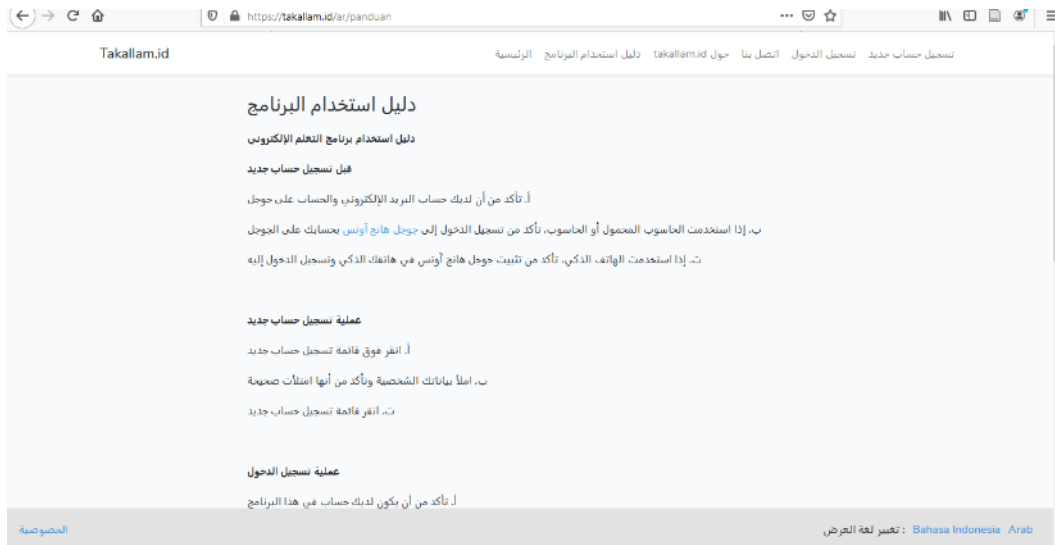 https://takallam.id/ar/panduan
Takallam.id
الرئيسية دليل استخدام البرنامج حول takallam.id اتصل بنا تسجيل الدخول تسجيل حساب جديد
دليل استخدام البرنامج
دليل استخدام برنامج التعلم الإلكتروني
قبل تسجيل حساب جديد
أ. تأكد من أن لديك حساب البريد الإلكتروني والحساب على جوجل
ب. إذا استخدمت الحاسوب المحمول أو الحاسوب، تأكد من تسجيل الدخول إلى جوجل هانج آوتس بحسابك على الجوجل
ت. إذا استخدمت الهاتف الذكي، تأكد من تثبيت جوجل هانج آوتس في هاتفك الذكي وتسجيل الدخول إليه
عملية تسجيل حساب جديد
أ. انقر فوق قائمة تسجيل حساب جديد
ب. املأ بياناتك الشخصية وتأكد من أنها امتلأت صحيحة
ت. انقر قائمة تسجيل حساب جديد
عملية تسجيل الدخول
أ. تأكد من أن يكون لديك حساب في هذا البرنامج
تغيير لغة العرض : Bahasa Indonesia Arab
الخصوصية